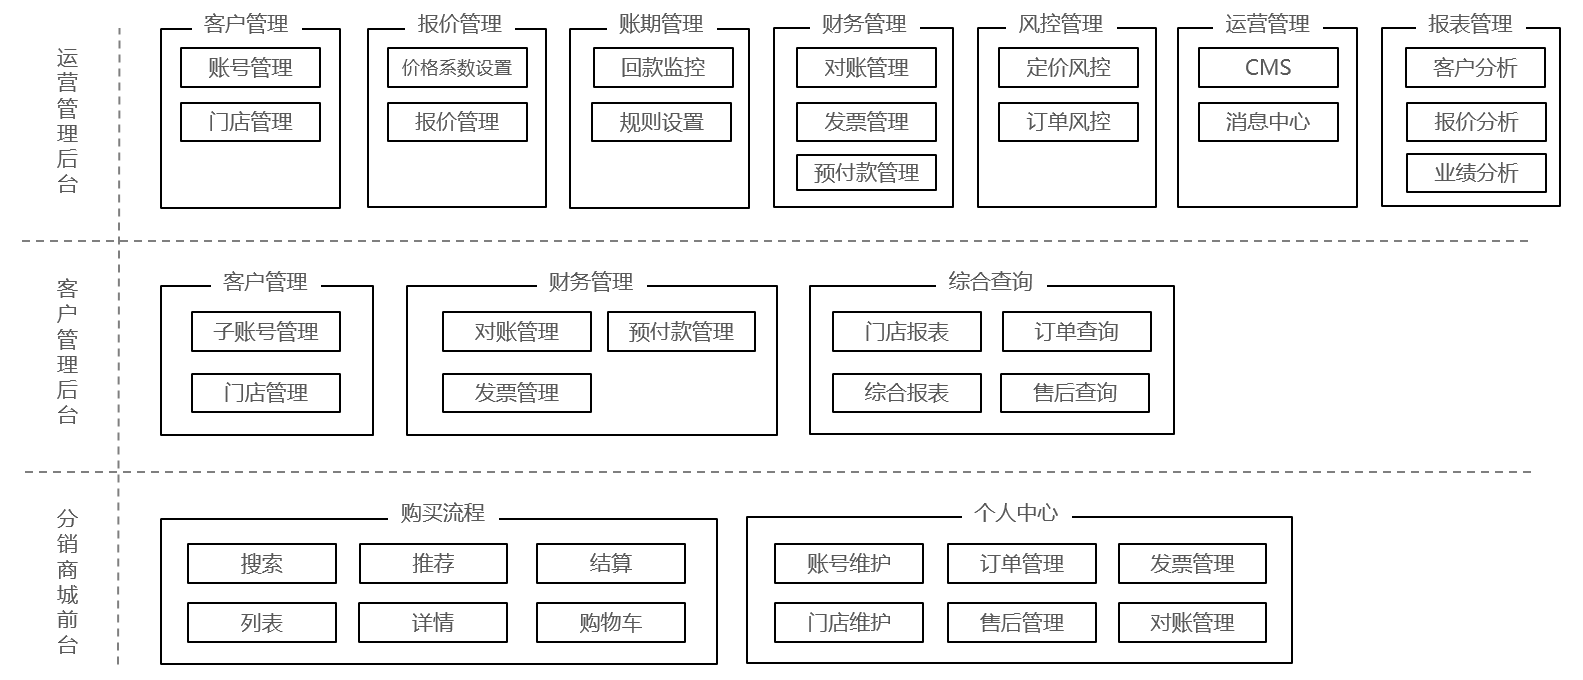 运营管理后台
客户管理
账号管理
门店管理
报价管理
价格系数设置
报价管理
账期管理
回款监控
规则设置
财务管理
对账管理
发票管理
预付款管理
风控管理
定价风控
订单风控
运营管理
CMS
消息中心
报表管理
客户分析
报价分析
业绩分析
客户管理后台
客户管理
子账号管理
门店管理
财务管理
对账管理
预付款管理
发票管理
综合查询
门店报表
订单查询
综合报表
售后查询
分销商城前台
购买流程
搜索
推荐
结算
列表
详情
购物车
个人中心
账号维护
订单管理
发票管理
门店维护
售后管理
对账管理